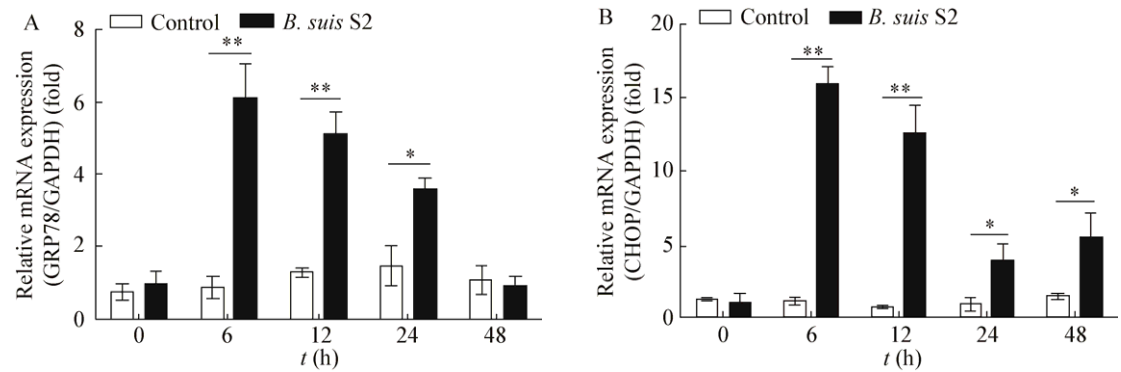 A
Control
B. suis S2
Relative mRNA expression
(GRP78/GAPDH) (fold)
8
6
4
2
0
**
**
*
0 6 12 24 48
t (h)
B
Control
B. suis S2
Relative mRNA expression
(CHOP/GAPDH) (fold)
20
15
10
5
0
**
**
*
*
0 6 12 24 48
t (h)